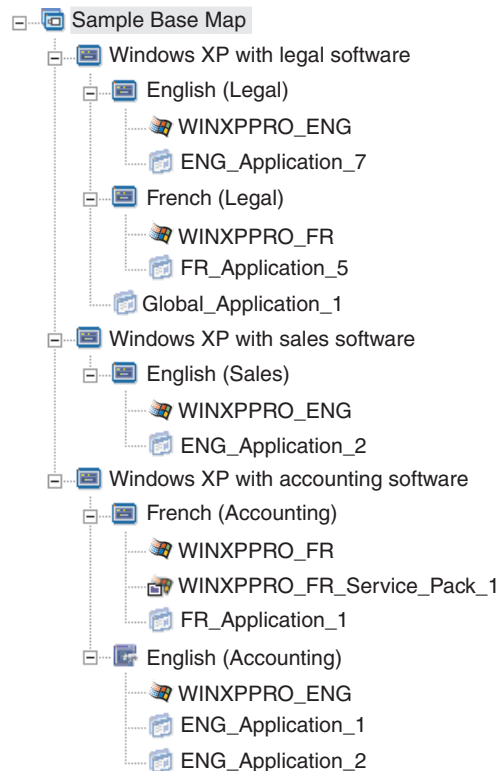 Sample Base Map
Windows XP with legal software
English (Legal)
WINXPPRO_ENG
ENG_Application_7
French (Legal)
WINXPPRO_FR
FR_Application_5
Global_Application_1
Windows XP with sales software
English (Sales)
WINXPPRO_ENG
ENG_Application_2
Windows XP with accounting software
French (Accounting)
WINXPPRO_FR
WINXPPRO_FR_Service_Pack_1
FR_Application_1
English (Accounting)
WINXPPRO_ENG
ENG_Application_1
ENG_Application_2